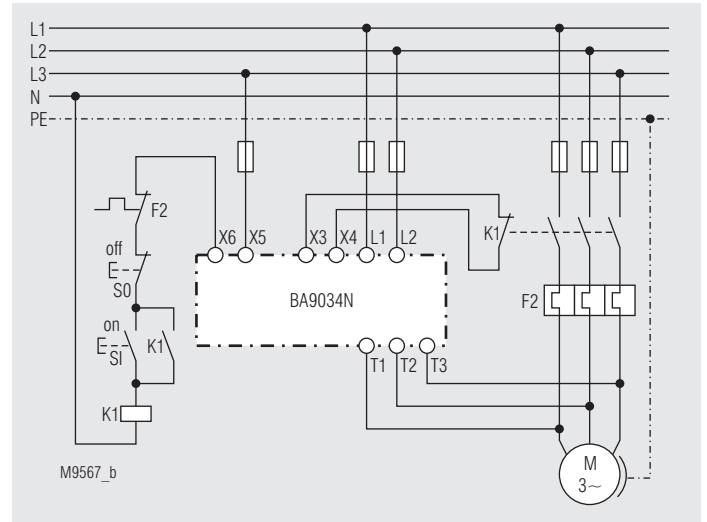 L1
L2
L3
N
PE
F2
off
X6 X5 X3 X4 L1 L2
K1
S0
BA9034N
F2
on
K1
SI
T1 T2 T3
K1
M9567_b
M
3~